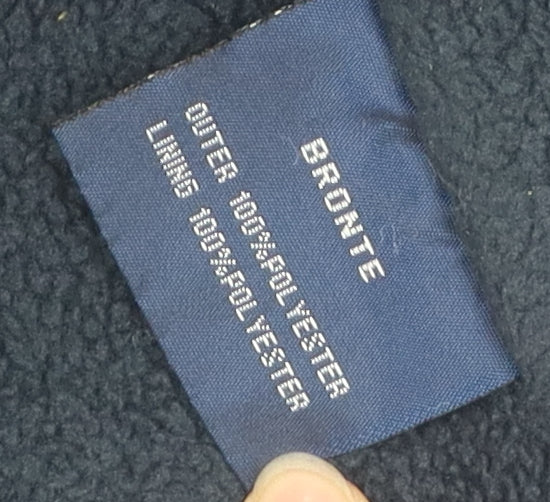 BRONTE
OUTER 100%POLYESTER
LINING 100%POLYESTER